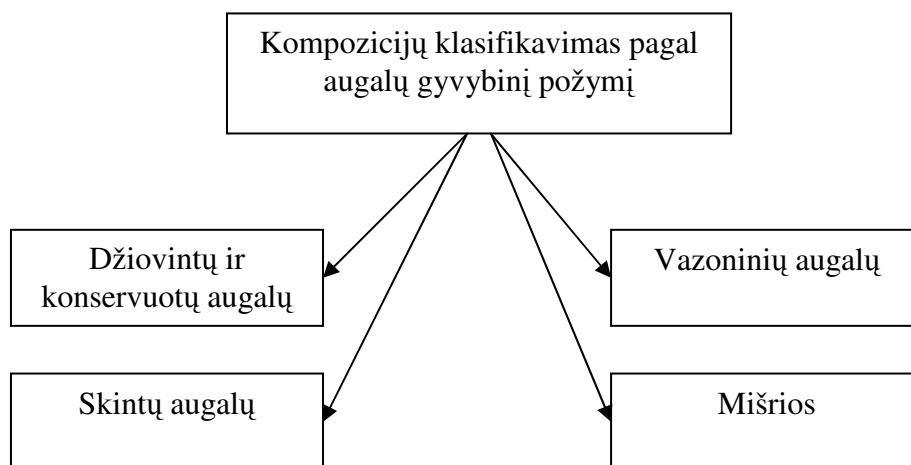 Kompozicijų klasifikavimas pagal
augalų gyvybinį požymį
Džiovintų ir
konservuotų augalų
Vazoninių augalų
Skintų augalų
Mišrios